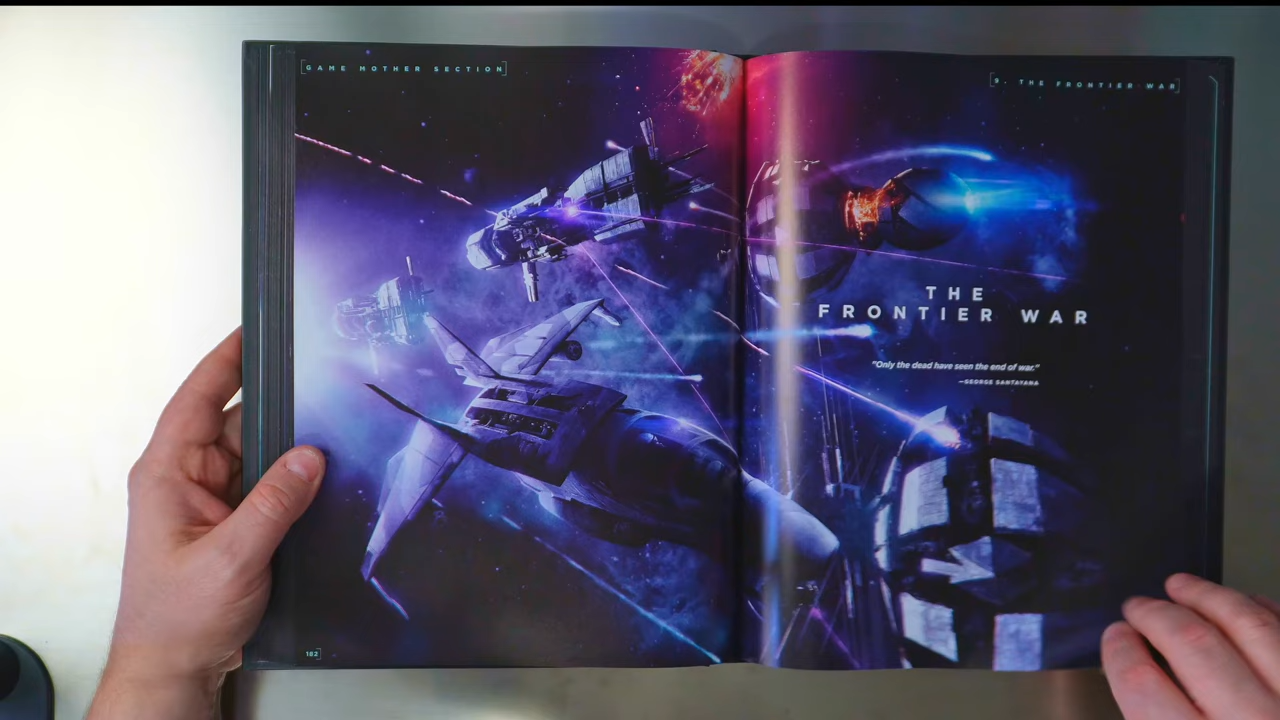 [GAME MOTHER SECTION]
[9. THE FRONTIER WAR]
THE
FRONTIER WAR
"Only the dead have seen the end of war."
—GEORGE SANTAYANA
182